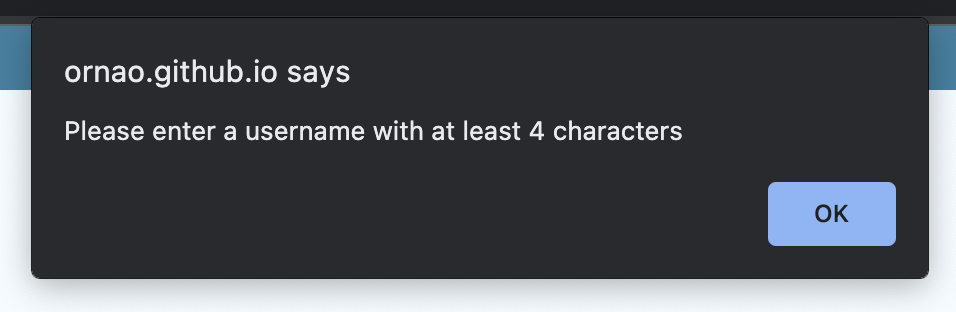 ornao.github.io says
Please enter a username with at least 4 characters
OK